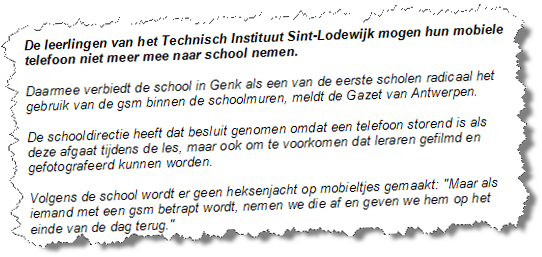 De leerlingen van het Technisch Instituut Sint-Lodewijk mogen hun mobiele
telefoon niet meer mee naar school nemen.
Daarmee verbiedt de school in Genk als een van de eerste scholen radicaal het
gebruik van de gsm binnen de schoolmuren, meldt de Gazet van Antwerpen.
De schooldirectie heeft dat besluit genomen omdat een telefoon storend is als
deze afgaat tijdens de les, maar ook om te voorkomen dat leraren gefilmd en
gefotografeerd kunnen worden.
Volgens de school wordt er geen heksenjacht op mobieltjes gemaakt: "Maar als
iemand met een gsm betrapt wordt, nemen we die af en geven we hem op het
einde van de dag terug."